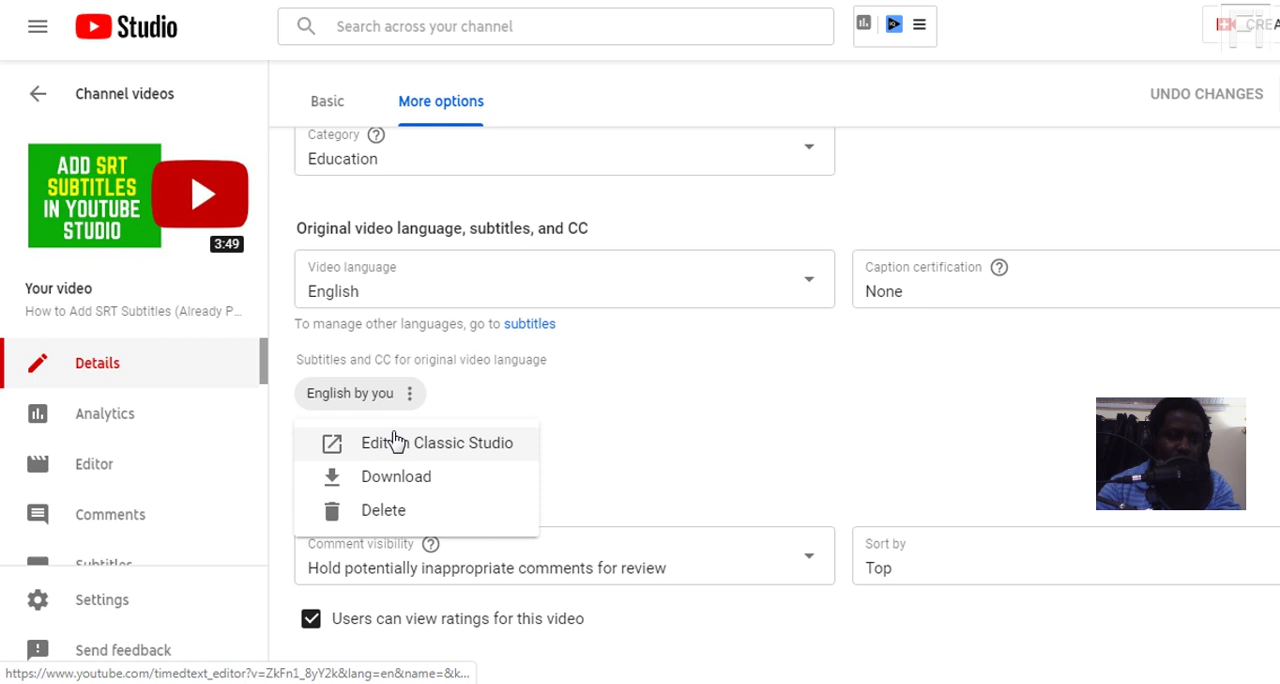 Studio
Search across your channel
CREA
Channel videos
Basic
More options
UNDO CHANGES
ADD SRT
SUBTITLES
IN YOUTUBE
STUDIO
3:49
Category ?
Education
Original video language, subtitles, and CC
Video language
English
Caption certification ?
None
To manage other languages, go to subtitles
Subtitles and CC for original video language
English by you
Edit in Classic Studio
Download
Delete
Your video
How to Add SRT Subtitles (Already P...
Details
Analytics
Editor
Comments
Subtitles
Settings
Send feedback
Comment visibility ?
Hold potentially inappropriate comments for review
Sort by
Top
Users can view ratings for this video
https://www.youtube.com/timedtext_editor?v=ZkFn1_8yY2k&lang=en&name=&k...